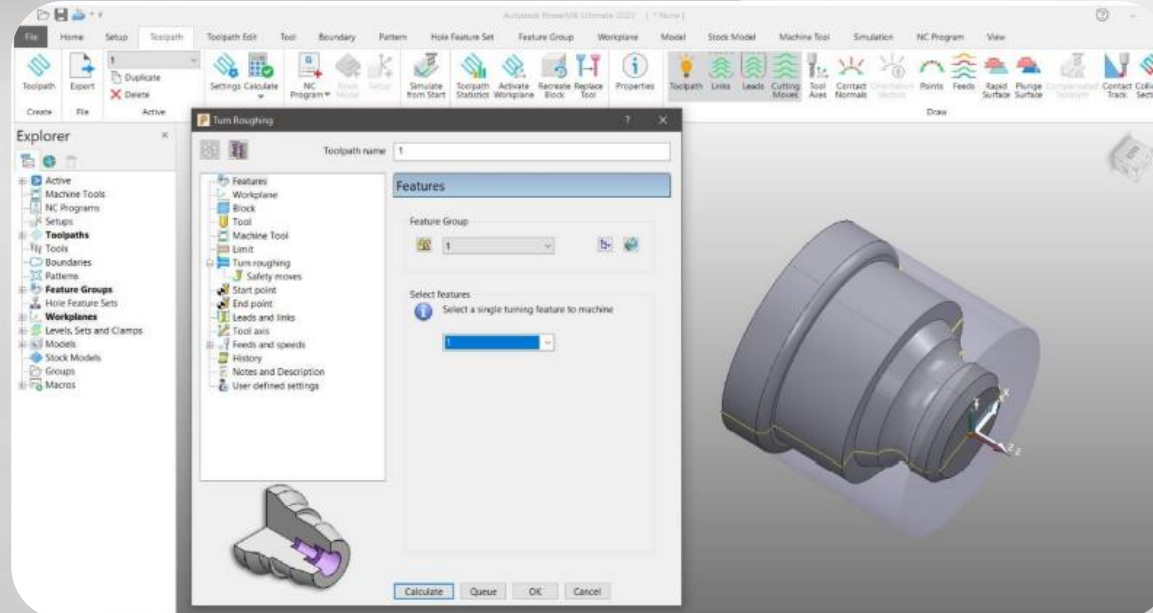 Autodesk PowerMill Ultimate 2023 [ * None ]
File Home Setup Toolpath Toolpath Edit Tool Boundary Pattern Hole Feature Set Feature Group Workplane Model Stock Model Machine Tool Simulation NC Program View
1
Duplicate
Delete
Toolpath Export Settings Calculate NC Program Simulate from Start Toolpath Statistics Activate Workplane Recreate Block Replace Tool Properties Toolpath Links Leads Cutting Moves Tool Axes Contact Normals Points Feeds Rapid Surface Plunge Surface Contact Track
Create File Active Draw
Explorer
Active
Machine Tools
NC Programs
Setups
Toolpaths
Tools
Boundaries
Patterns
Feature Groups
Hole Feature Sets
Workplanes
Levels, Sets and Clamps
Models
Stock Models
Groups
Macros
Turn Roughing
? ×
Toolpath name 1
Features
Workplane
Block
Tool
Machine Tool
Limit
Turn roughing
Safety moves
Start point
End point
Leads and links
Tool axis
Feeds and speeds
History
Notes and Description
User defined settings
Features
Feature Group
1
Select features
Select a single turning feature to machine
1
Calculate Queue OK Cancel
Z